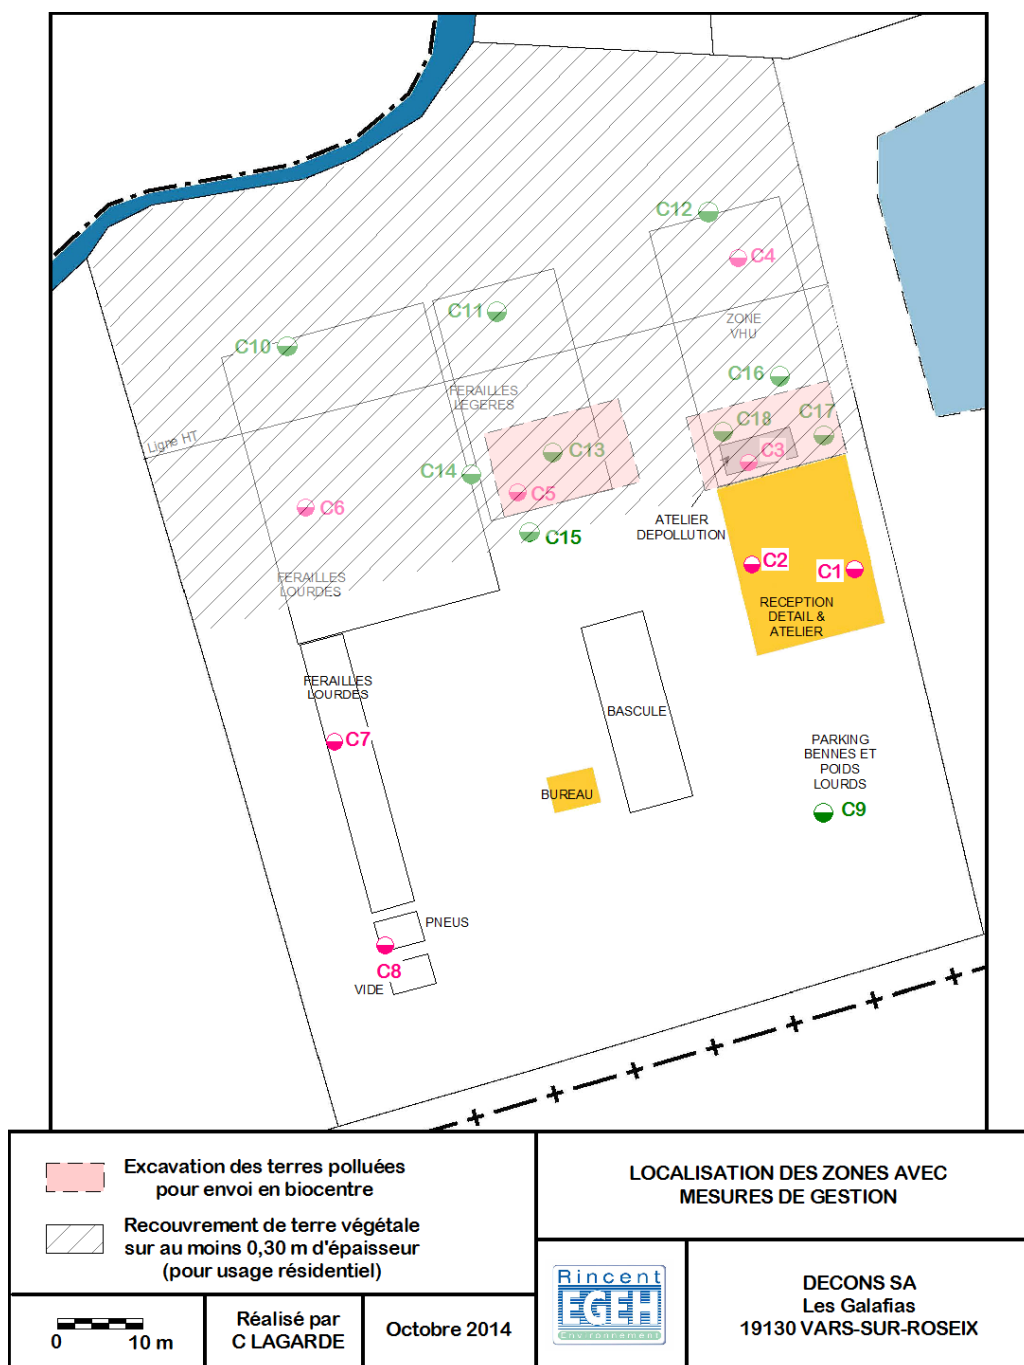 C12
C4
C11
ZONE
VHU
C10
C16
FERAILLES
LEGERES
C17
C18
Ligne HT
C13
C3
C14
C5
C6
ATELIER
DEPOLLUTION
C15
C2
C1
FERAILLES
LOURDES
RECEPTION
DETAIL &
ATELIER
FERAILLES
LOURDES
BASCULE
C7
PARKING
BENNES ET
POIDS
LOURDS
BUREAU
C9
PNEUS
C8
VIDE
Excavation des terres polluées
pour envoi en biocentre
Recouvrement de terre végétale
sur au moins 0,30 m d'épaisseur
(pour usage résidentiel)
LOCALISATION DES ZONES AVEC
MESURES DE GESTION
0 10 m
Réalisé par
C LAGARDE
Octobre 2014
Rincent
EGEH
Environnement
DECONS SA
Les Galafias
19130 VARS-SUR-ROSEIX